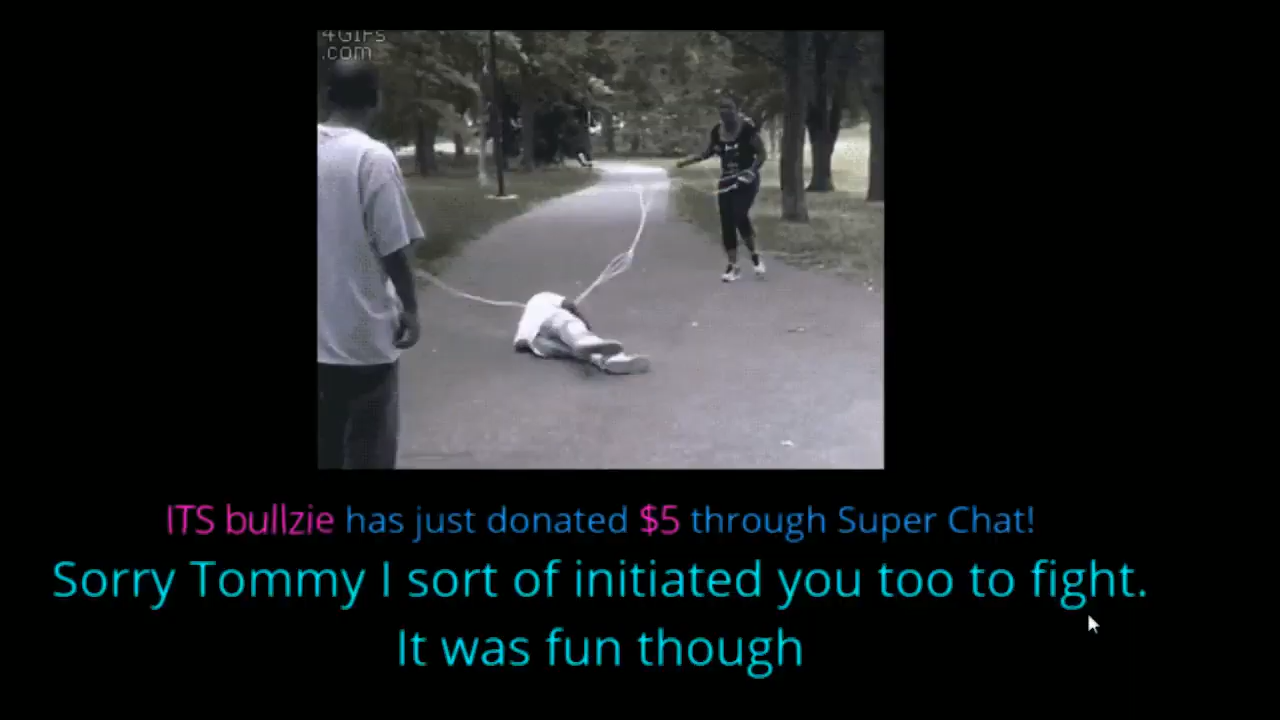 4GIFs
.com
ITS bullzie has just donated $5 through Super Chat!
Sorry Tommy I sort of initiated you too to fight.
It was fun though